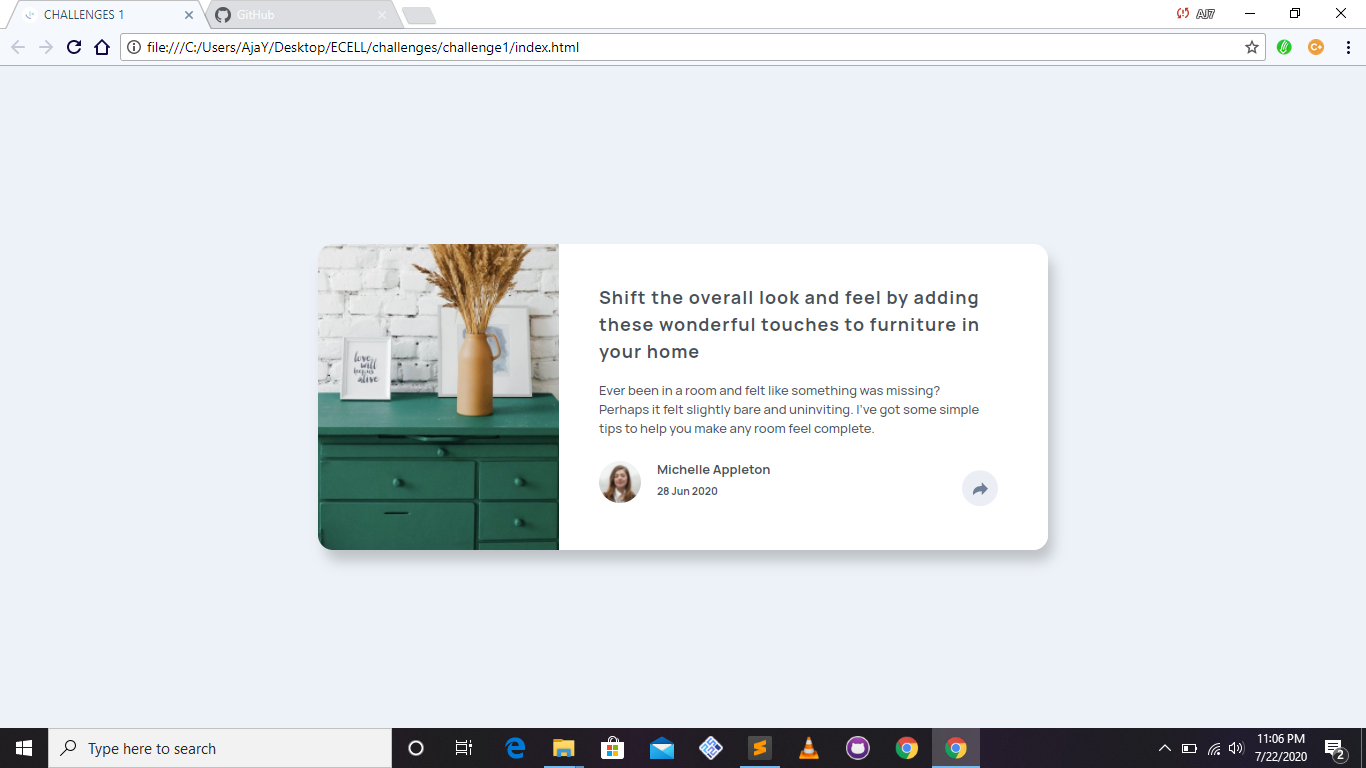 CHALLENGES 1
GitHub
AJ7
file:///C:/Users/AjaY/Desktop/ECELL/challenges/challenge1/index.html
C+
Shift the overall look and feel by adding
these wonderful touches to furniture in
your home
Ever been in a room and felt like something was missing?
Perhaps it felt slightly bare and uninviting. I've got some simple
tips to help you make any room feel complete.
Michelle Appleton
28 Jun 2020
love
will
alive
Type here to search
11:06 PM
7/22/2020
2